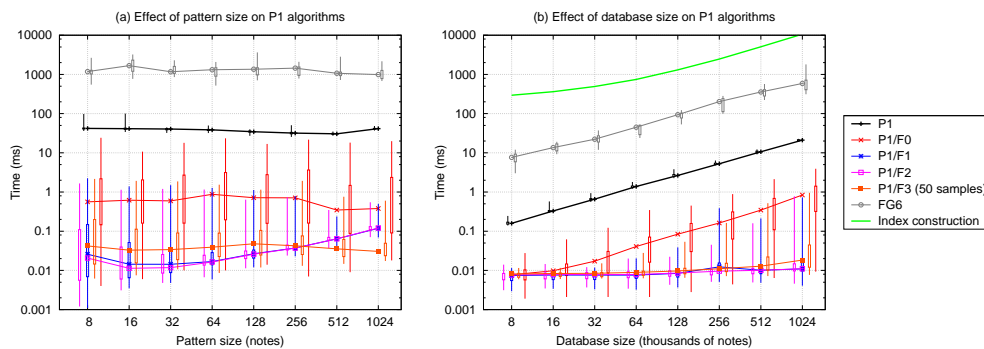 (a) Effect of pattern size on P1 algorithms
10000
1000
100
10
1
0.1
0.01
0.001
Time (ms)
8 16 32 64 128 256 512 1024
Pattern size (notes)
(b) Effect of database size on P1 algorithms
10000
1000
100
10
1
0.1
0.01
0.001
Time (ms)
8 16 32 64 128 256 512 1024
Database size (thousands of notes)
P1
P1/F0
P1/F1
P1/F2
P1/F3 (50 samples)
FG6
Index construction